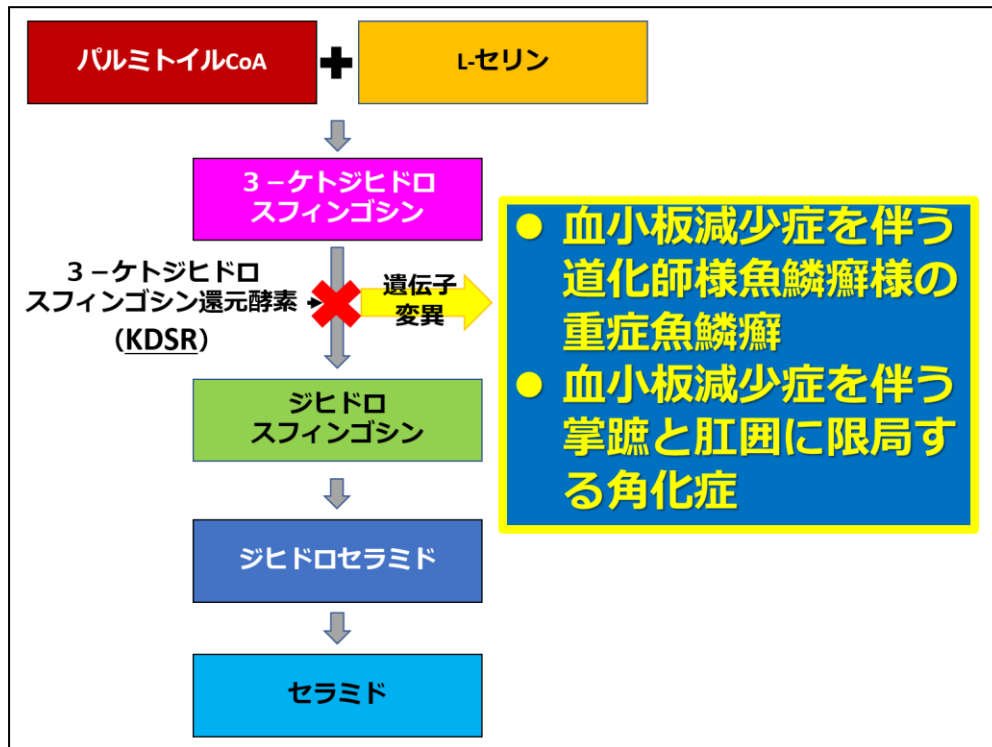 パルミトイルCoA
L-セリン
3－ケトジヒドロ
スフィンゴシン
3－ケトジヒドロ
スフィンゴシン還元酵素
（KDSR）
遺伝子
変異
● 血小板減少症を伴う
道化師様魚鱗癬様の
重症魚鱗癬
● 血小板減少症を伴う
掌蹠と肛囲に限局す
る角化症
ジヒドロ
スフィンゴシン
ジヒドロセラミド
セラミド